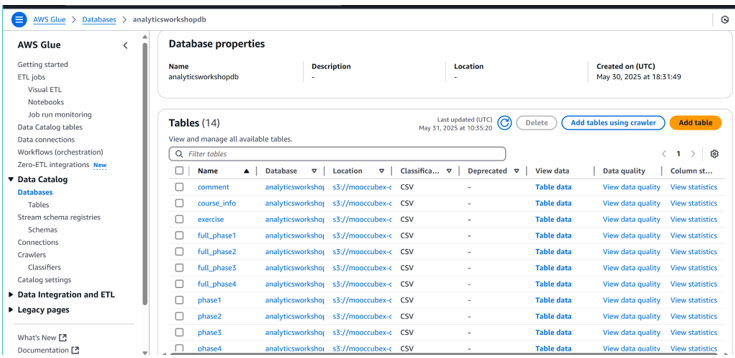 AWS Glue > Databases > analyticsworkshopdb
AWS Glue
Getting started
ETL jobs
Visual ETL
Notebooks
Job run monitoring
Data Catalog tables
Data connections
Workflows (orchestration)
Zero-ETL integrations New
Data Catalog
Databases
Tables
Stream schema registries
Schemas
Connections
Crawlers
Classifiers
Catalog settings
Data Integration and ETL
Legacy pages
What's New
Documentation
Database properties
Name Description Location Created on (UTC)
analyticsworkshopdb - - May 30, 2025 at 18:31:49
Tables (14)
Last updated (UTC)
May 31, 2025 at 10:35:20
Delete Add tables using crawler Add table
View and manage all available tables.
Filter tables
1
Name Database Location Classifica... Deprecated View data Data quality Column st...
comment analyticsworkshop s3://mooccubex-c CSV - Table data View data quality View statistics
course_info analyticsworkshop s3://mooccubex-c CSV - Table data View data quality View statistics
exercise analyticsworkshop s3://mooccubex-c CSV - Table data View data quality View statistics
full_phase1 analyticsworkshop s3://mooccubex-c CSV - Table data View data quality View statistics
full_phase2 analyticsworkshop s3://mooccubex-c CSV - Table data View data quality View statistics
full_phase3 analyticsworkshop s3://mooccubex-c CSV - Table data View data quality View statistics
full_phase4 analyticsworkshop s3://mooccubex-c CSV - Table data View data quality View statistics
phase1 analyticsworkshop s3://mooccubex-c CSV - Table data View data quality View statistics
phase2 analyticsworkshop s3://mooccubex-c CSV - Table data View data quality View statistics
phase3 analyticsworkshop s3://mooccubex-c CSV - Table data View data quality View statistics
phase4 analyticsworkshop s3://mooccubex-c CSV - Table data View data quality View statistics